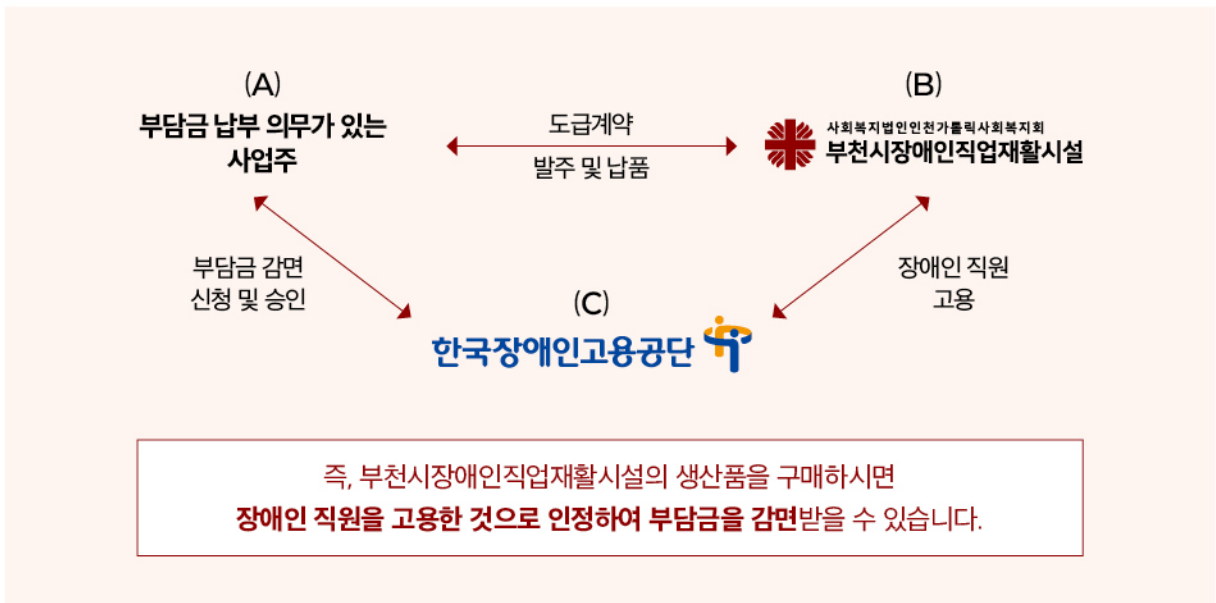 (A)
부담금 납부 의무가 있는
사업주
도급계약
발주 및 납품
(B)
사회복지법인인천가톨릭사회복지회
부천시장애인직업재활시설
부담금 감면
신청 및 승인
장애인 직원
고용
(C)
한국장애인고용공단
즉, 부천시장애인직업재활시설의 생산품을 구매하시면
장애인 직원을 고용한 것으로 인정하여 부담금을 감면받을 수 있습니다.